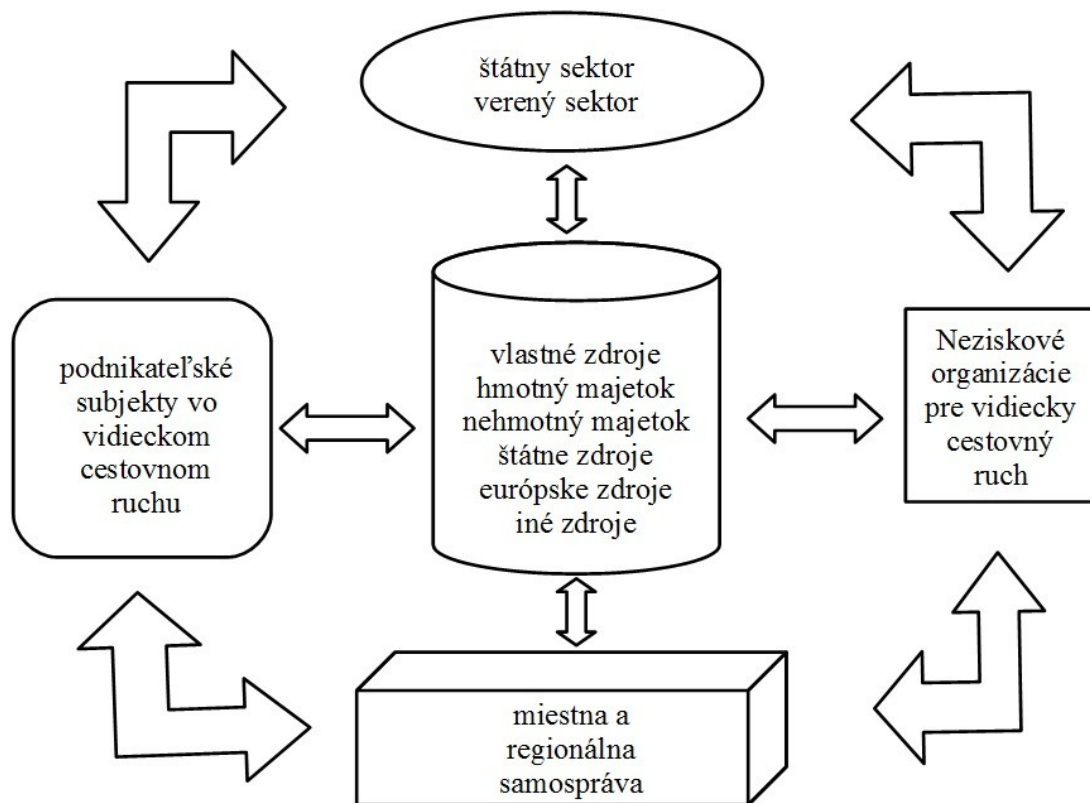 štátny sektor
verený sektor
podnikateľské
subjekty vo
vidieckom
cestovnom
ruchu
vlastné zdroje
hmotný majetok
nehmotný majetok
štátne zdroje
európske zdroje
iné zdroje
Neziskové
organizácie
pre vidiecky
cestovný
ruch
miestna a
regionálna
samospráva